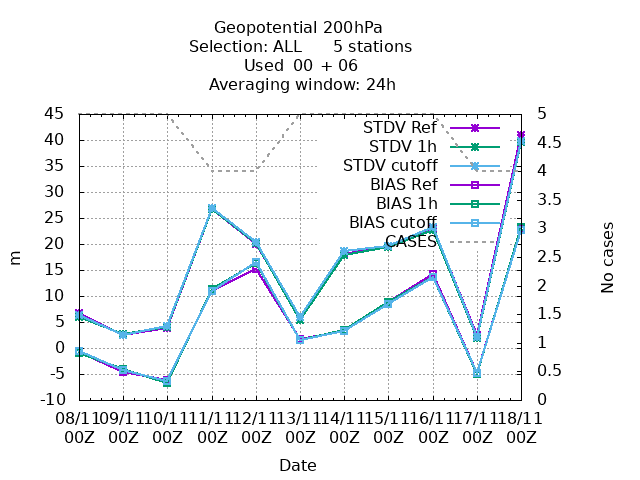 Geopotential 200hPa
Selection: ALL 5 stations
Used 00 + 06
Averaging window: 24h
45 5
40 4.5
35 4
30 3.5
25 3
20 2.5
15 2
10 1.5
5 1
0 0.5
-5 0
-10
m
No cases
STDV Ref
STDV 1h
STDV cutoff
BIAS Ref
BIAS 1h
BIAS cutoff
CASES
08/11 09/11 10/11 11/11 12/11 13/11 14/11 15/11 16/11 17/11 18/11
00Z 00Z 00Z 00Z 00Z 00Z 00Z 00Z 00Z 00Z 00Z
Date